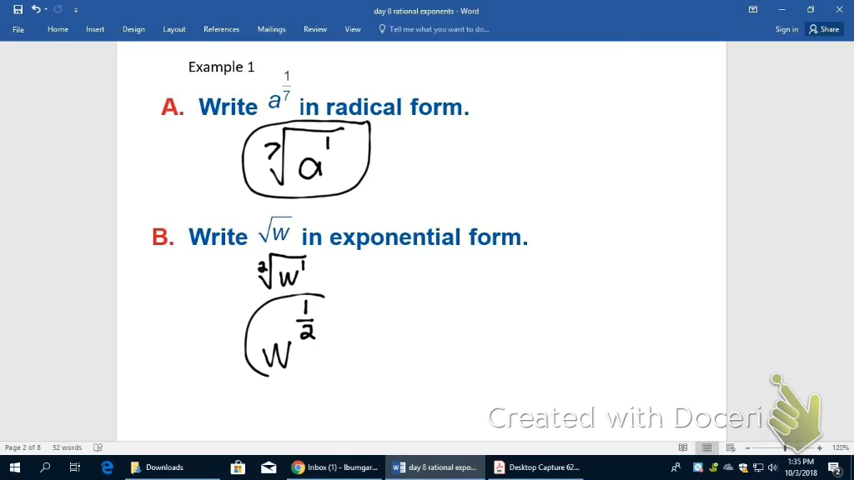 day 8 rational exponents - Word
File Home Insert Design Layout References Mailings Review View Tell me what you want to do... Sign in Share
Example 1
A. Write a^(1/7) in radical form.
⁷√a¹
B. Write √w in exponential form.
²√w¹
w^(1/2)
Created with Doceri
Page 2 of 8 52 words 120%
Downloads Inbox (1) - lbumgar... day 8 rational expo... Desktop Capture 62... 1:35 PM
10/3/2018